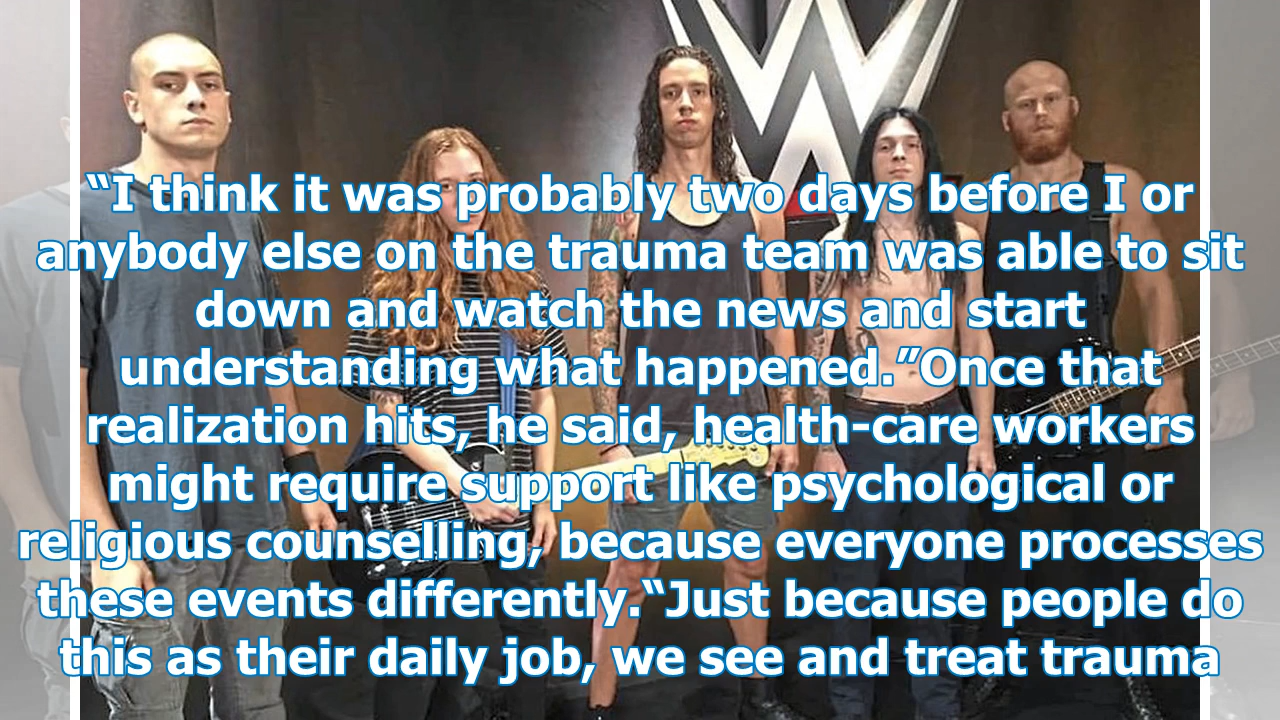 “I think it was probably two days before I or
anybody else on the trauma team was able to sit
down and watch the news and start
understanding what happened.”Once that
realization hits, he said, health-care workers
might require support like psychological or
religious counselling, because everyone processes
these events differently.“Just because people do
this as their daily job, we see and treat trauma